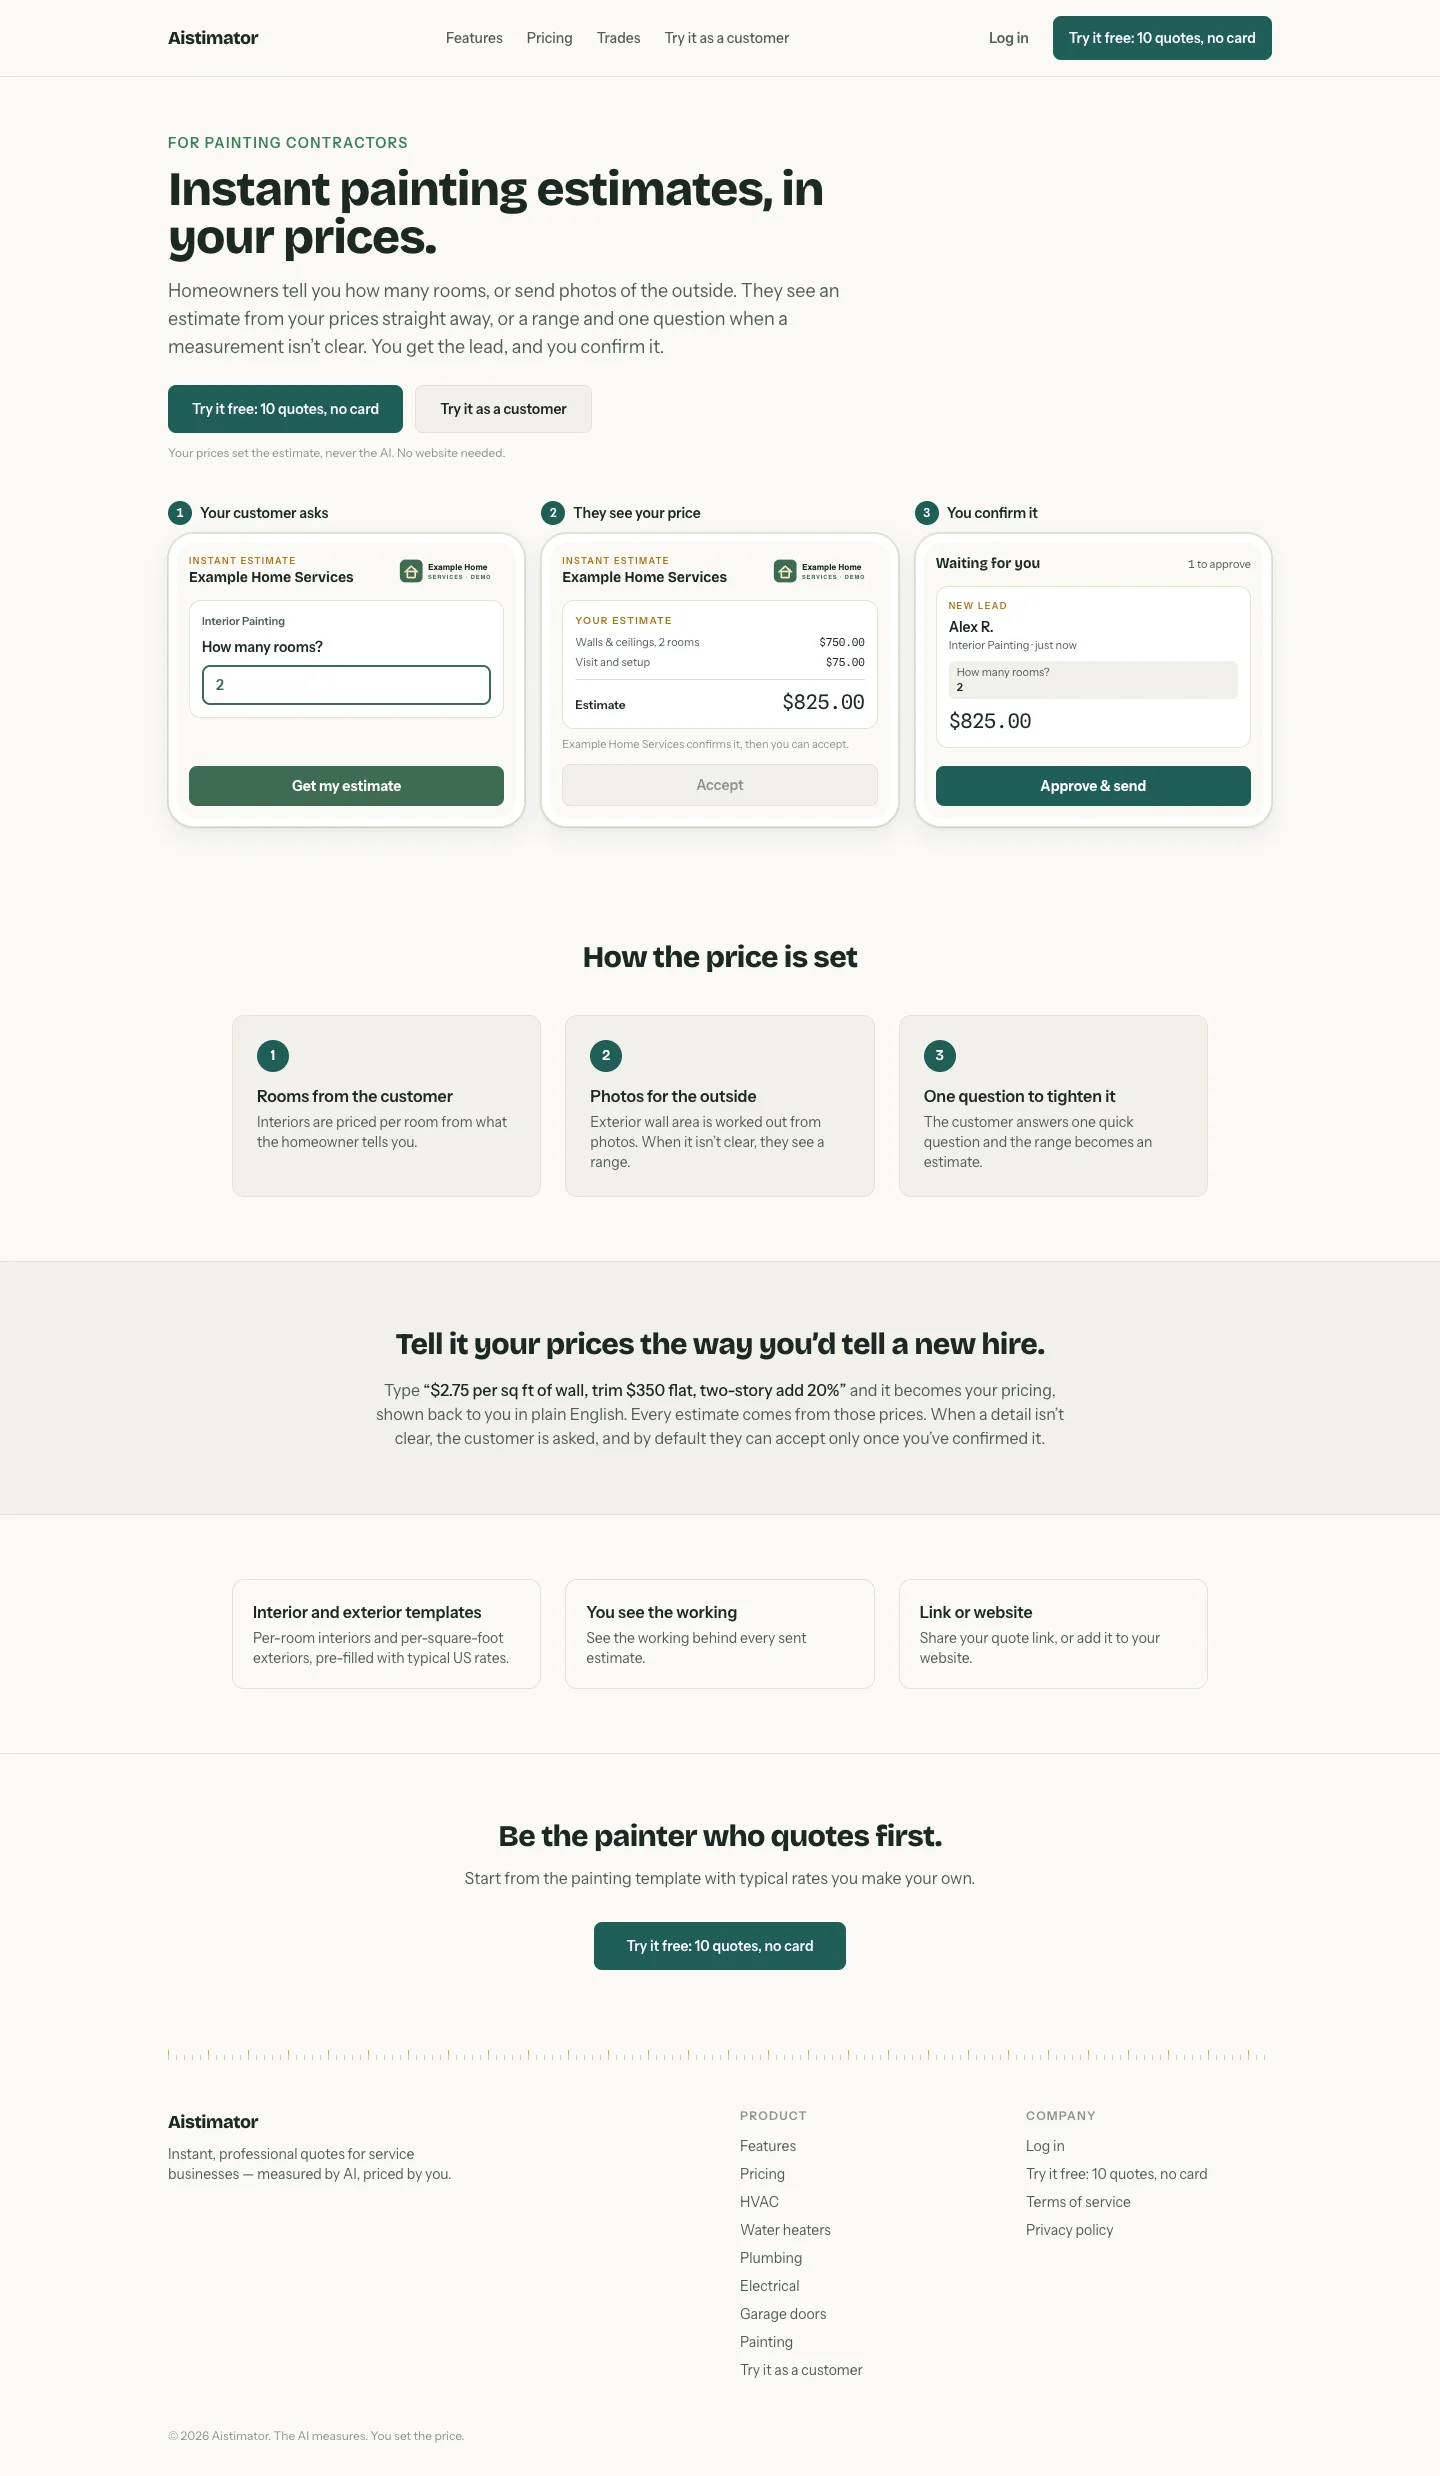 Aistimator
Features
Pricing
Trades
Try it as a customer
Log in
Try it free: 10 quotes, no card
FOR PAINTING CONTRACTORS
Instant painting estimates, in
your prices.
Homeowners tell you how many rooms, or send photos of the outside. They see an
estimate from your prices straight away, or a range and one question when a
measurement isn’t clear. You get the lead, and you confirm it.
Try it free: 10 quotes, no card
Try it as a customer
Your prices set the estimate, never the AI. No website needed.
1 Your customer asks
INSTANT ESTIMATE
Example Home Services
Example Home
SERVICES · DEMO
Interior Painting
How many rooms?
2
Get my estimate
2 They see your price
INSTANT ESTIMATE
Example Home Services
Example Home
SERVICES · DEMO
YOUR ESTIMATE
Walls & ceilings, 2 rooms $750.00
Visit and setup $75.00
Estimate $825.00
Example Home Services confirms it, then you can accept.
Accept
3 You confirm it
Waiting for you 1 to approve
NEW LEAD
Alex R.
Interior Painting · just now
How many rooms?
2
$825.00
Approve & send
How the price is set
1
Rooms from the customer
Interiors are priced per room from what
the homeowner tells you.
2
Photos for the outside
Exterior wall area is worked out from
photos. When it isn’t clear, they see a
range.
3
One question to tighten it
The customer answers one quick
question and the range becomes an
estimate.
Tell it your prices the way you’d tell a new hire.
Type “$2.75 per sq ft of wall, trim $350 flat, two-story add 20%” and it becomes your pricing,
shown back to you in plain English. Every estimate comes from those prices. When a detail isn’t
clear, the customer is asked, and by default they can accept only once you’ve confirmed it.
Interior and exterior templates
Per-room interiors and per-square-foot
exteriors, pre-filled with typical US rates.
You see the working
See the working behind every sent
estimate.
Link or website
Share your quote link, or add it to your
website.
Be the painter who quotes first.
Start from the painting template with typical rates you make your own.
Try it free: 10 quotes, no card
Aistimator
Instant, professional quotes for service
businesses — measured by AI, priced by you.
PRODUCT
Features
Pricing
HVAC
Water heaters
Plumbing
Electrical
Garage doors
Painting
Try it as a customer
COMPANY
Log in
Try it free: 10 quotes, no card
Terms of service
Privacy policy
© 2026 Aistimator. The AI measures. You set the price.